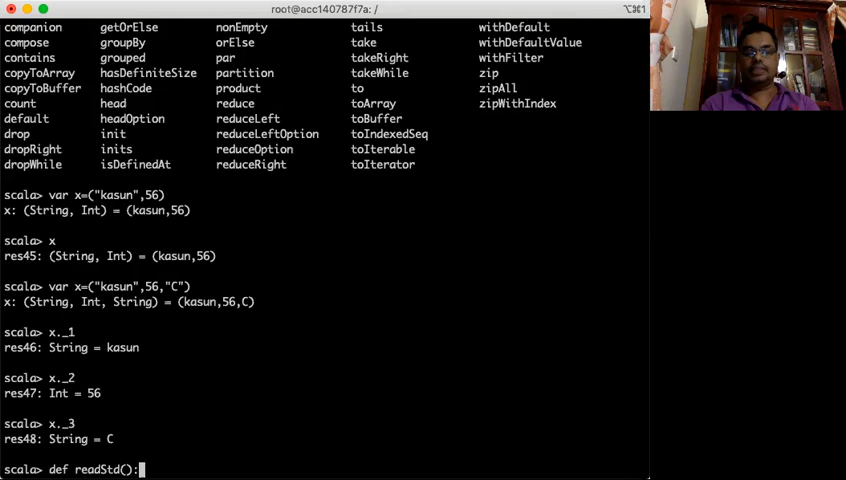 root@acc140787f7a: /
⌥⌘1
companion getOrElse nonEmpty tails withDefault
compose groupBy orElse take withDefaultValue
contains grouped par takeRight withFilter
copyToArray hasDefiniteSize partition takeWhile zip
copyToBuffer hashCode product to zipAll
count head reduce toArray zipWithIndex
default headOption reduceLeft toBuffer
drop init reduceLeftOption toIndexedSeq
dropRight inits reduceOption toIterable
dropWhile isDefinedAt reduceRight toIterator
scala> var x=("kasun",56)
x: (String, Int) = (kasun,56)
scala> x
res45: (String, Int) = (kasun,56)
scala> var x=("kasun",56,"C")
x: (String, Int, String) = (kasun,56,C)
scala> x._1
res46: String = kasun
scala> x._2
res47: Int = 56
scala> x._3
res48: String = C
scala> def readStd():